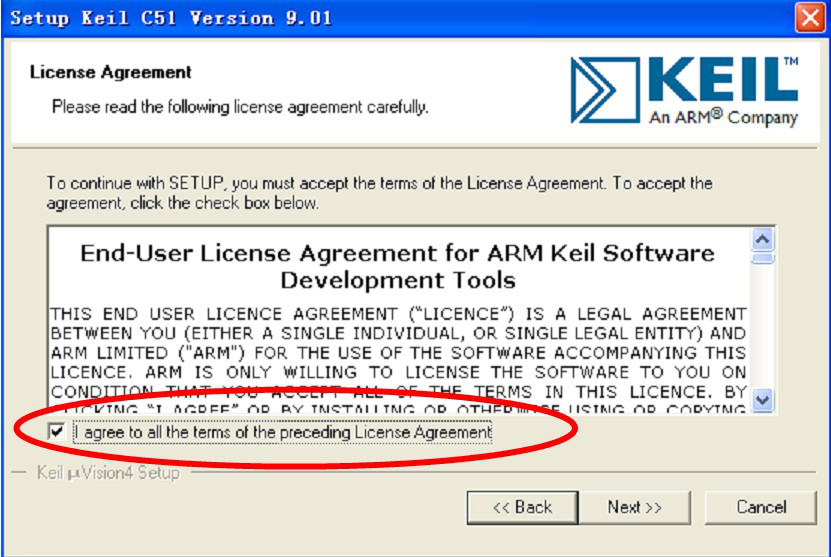 Setup Keil C51 Version 9.01
License Agreement
Please read the following license agreement carefully.
KEIL™
An ARM® Company
To continue with SETUP, you must accept the terms of the License Agreement. To accept the
agreement, click the check box below.
End-User License Agreement for ARM Keil Software
Development Tools
THIS END USER LICENCE AGREEMENT ("LICENCE") IS A LEGAL AGREEMENT
BETWEEN YOU (EITHER A SINGLE INDIVIDUAL, OR SINGLE LEGAL ENTITY) AND
ARM LIMITED ("ARM") FOR THE USE OF THE SOFTWARE ACCOMPANYING THIS
LICENCE. ARM IS ONLY WILLING TO LICENSE THE SOFTWARE TO YOU ON
CONDITION THAT YOU ACCEPT ALL OF THE TERMS IN THIS LICENCE. BY
CLICKING "I AGREE" OR BY INSTALLING OR OTHERWISE USING OR COPYING
I agree to all the terms of the preceding License Agreement
Keil µVision4 Setup
<< Back
Next >>
Cancel